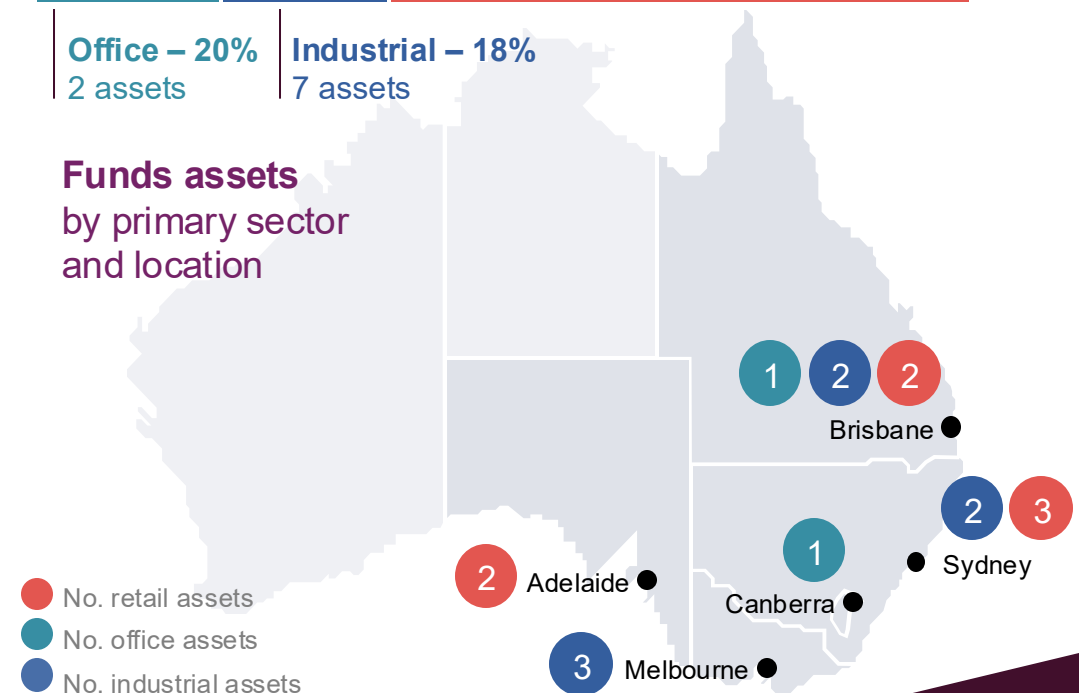 Office – 20%
2 assets
Industrial – 18%
7 assets
Funds assets
by primary sector
and location
1 2 2
Brisbane
2 3
Sydney
1
Canberra
2 Adelaide
3 Melbourne
No. retail assets
No. office assets
No. industrial assets